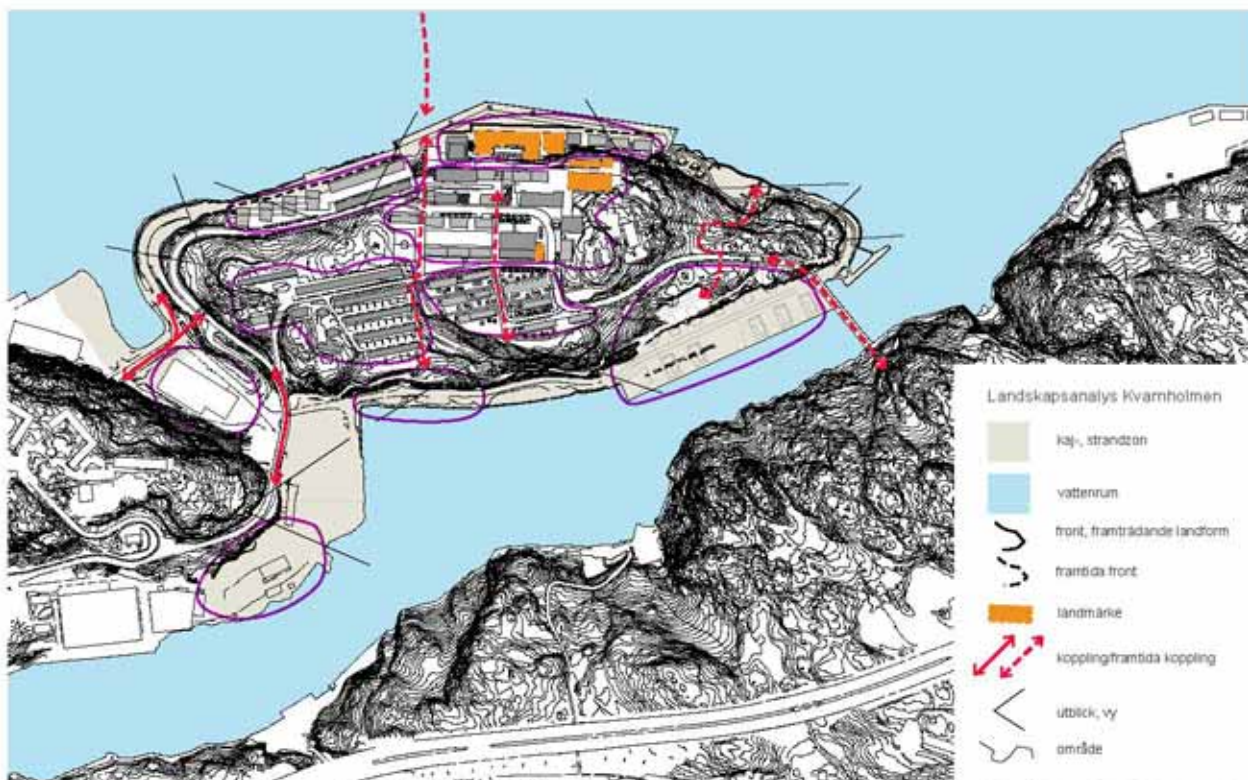 Landskapsanalys Kvarnholmen
kaj-, strandzon
vattenrum
front, framträdande landform
framtida front
landmärke
koppling/framtida koppling
utblick, vy
område